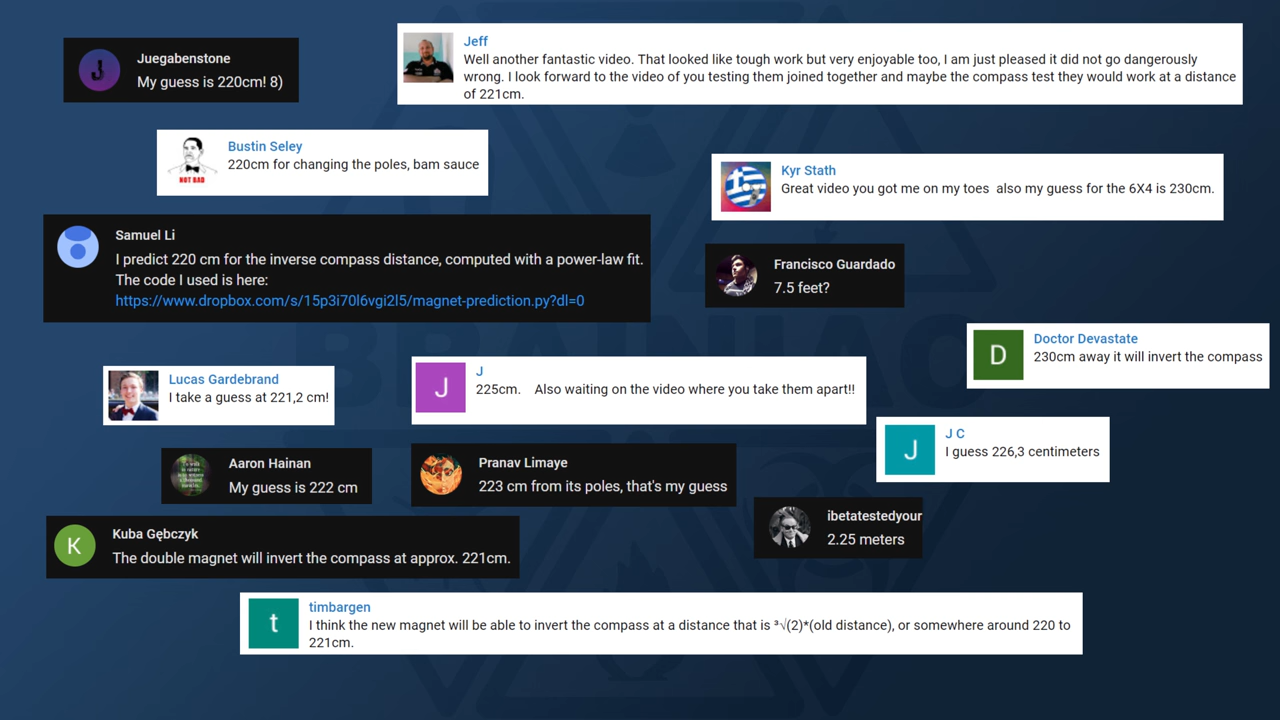 Juegabenstone
My guess is 220cm! 8)
Jeff
Well another fantastic video. That looked like tough work but very enjoyable too, I am just pleased it did not go dangerously
wrong. I look forward to the video of you testing them joined together and maybe the compass test they would work at a distance
of 221cm.
NOT BAD
Bustin Seley
220cm for changing the poles, bam sauce
Kyr Stath
Great video you got me on my toes  also my guess for the 6X4 is 230cm.
Samuel Li
I predict 220 cm for the inverse compass distance, computed with a power-law fit.
The code I used is here:
https://www.dropbox.com/s/15p3i70l6vgi2l5/magnet-prediction.py?dl=0
Francisco Guardado
7.5 feet?
D
Doctor Devastate
230cm away it will invert the compass
Lucas Gardebrand
I take a guess at 221,2 cm!
J
J
225cm.    Also waiting on the video where you take them apart!!
J
J C
I guess 226,3 centimeters
Aaron Hainan
My guess is 222 cm
Pranav Limaye
223 cm from its poles, that's my guess
ibetatestedyour
2.25 meters
K
Kuba Gębczyk
The double magnet will invert the compass at approx. 221cm.
t
timbargen
I think the new magnet will be able to invert the compass at a distance that is ³√(2)*(old distance), or somewhere around 220 to
221cm.
BRAINIAC